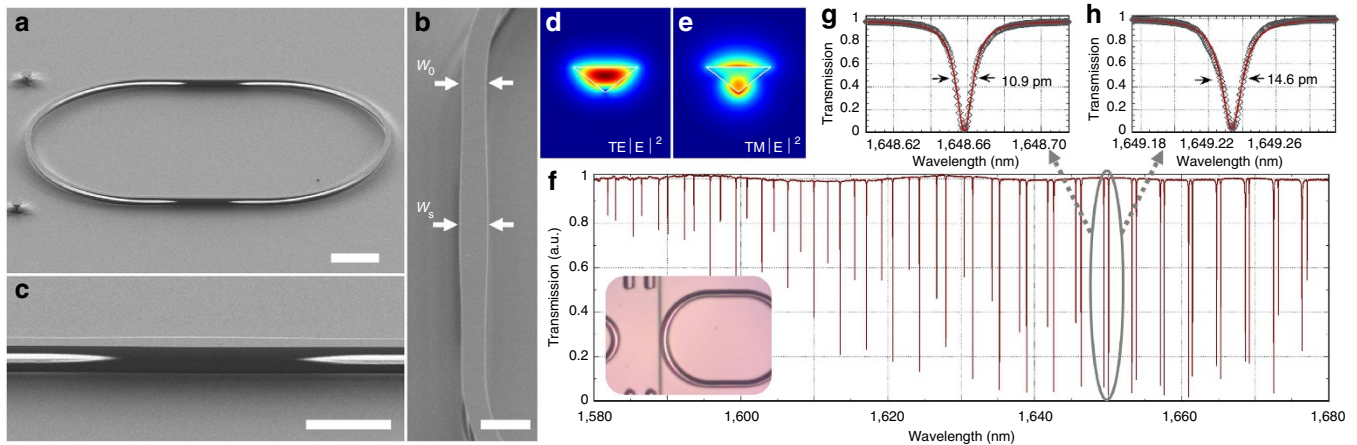 a
b
W0
Ws
c
d
TE|E|2
e
TM|E|2
g
Transmission
1
0.8
0.6
0.4
0.2
0
10.9 pm
1,648.62
1,648.66
1,648.70
Wavelength (nm)
h
Transmission
1
0.8
0.6
0.4
0.2
0
14.6 pm
1,649.18
1,649.22
1,649.26
Wavelength (nm)
f
Transmission (a.u.)
1
0.8
0.6
0.4
0.2
0
1,580
1,600
1,620
1,640
1,660
1,680
Wavelength (nm)